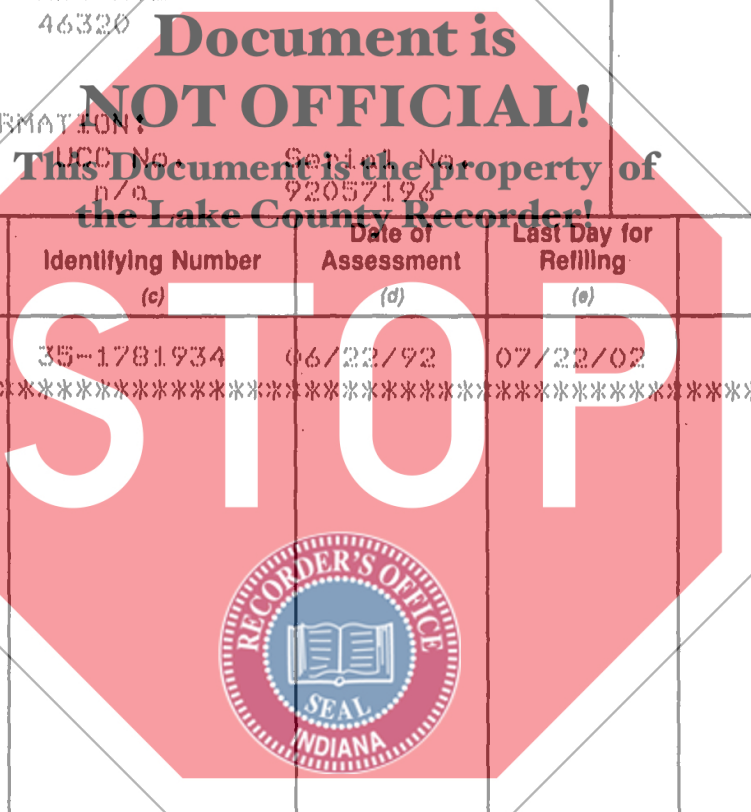 46320
Document is
NOT OFFICIAL!
RMATION:
This Document is the property of
UCC No. Serial No.
n/a 92057196
the Lake County Recorder!
Identifying Number
(c)
Date of
Assessment
(d)
Last Day for
Refiling
(e)
35-1781934 06/22/92 07/22/02
***************************************
STOP
RECORDER'S OFFICE
SEAL
INDIANA